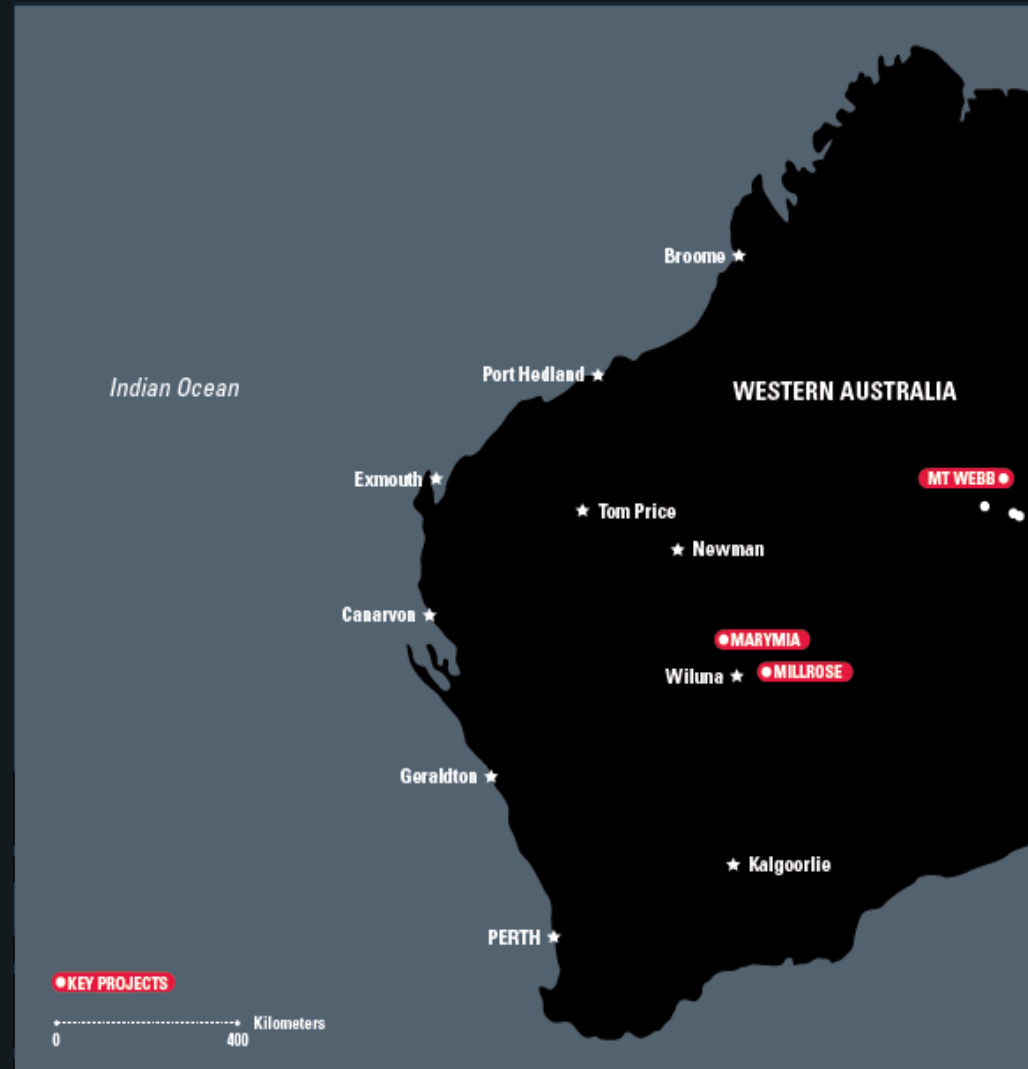 Broome
Port Hedland
Indian Ocean
WESTERN AUSTRALIA
Exmouth
MT WEBB
Tom Price
Newman
Canarvon
MARYMIA
Wiluna
MILLROSE
Geraldton
Kalgoorlie
PERTH
KEY PROJECTS
Kilometers
0 400